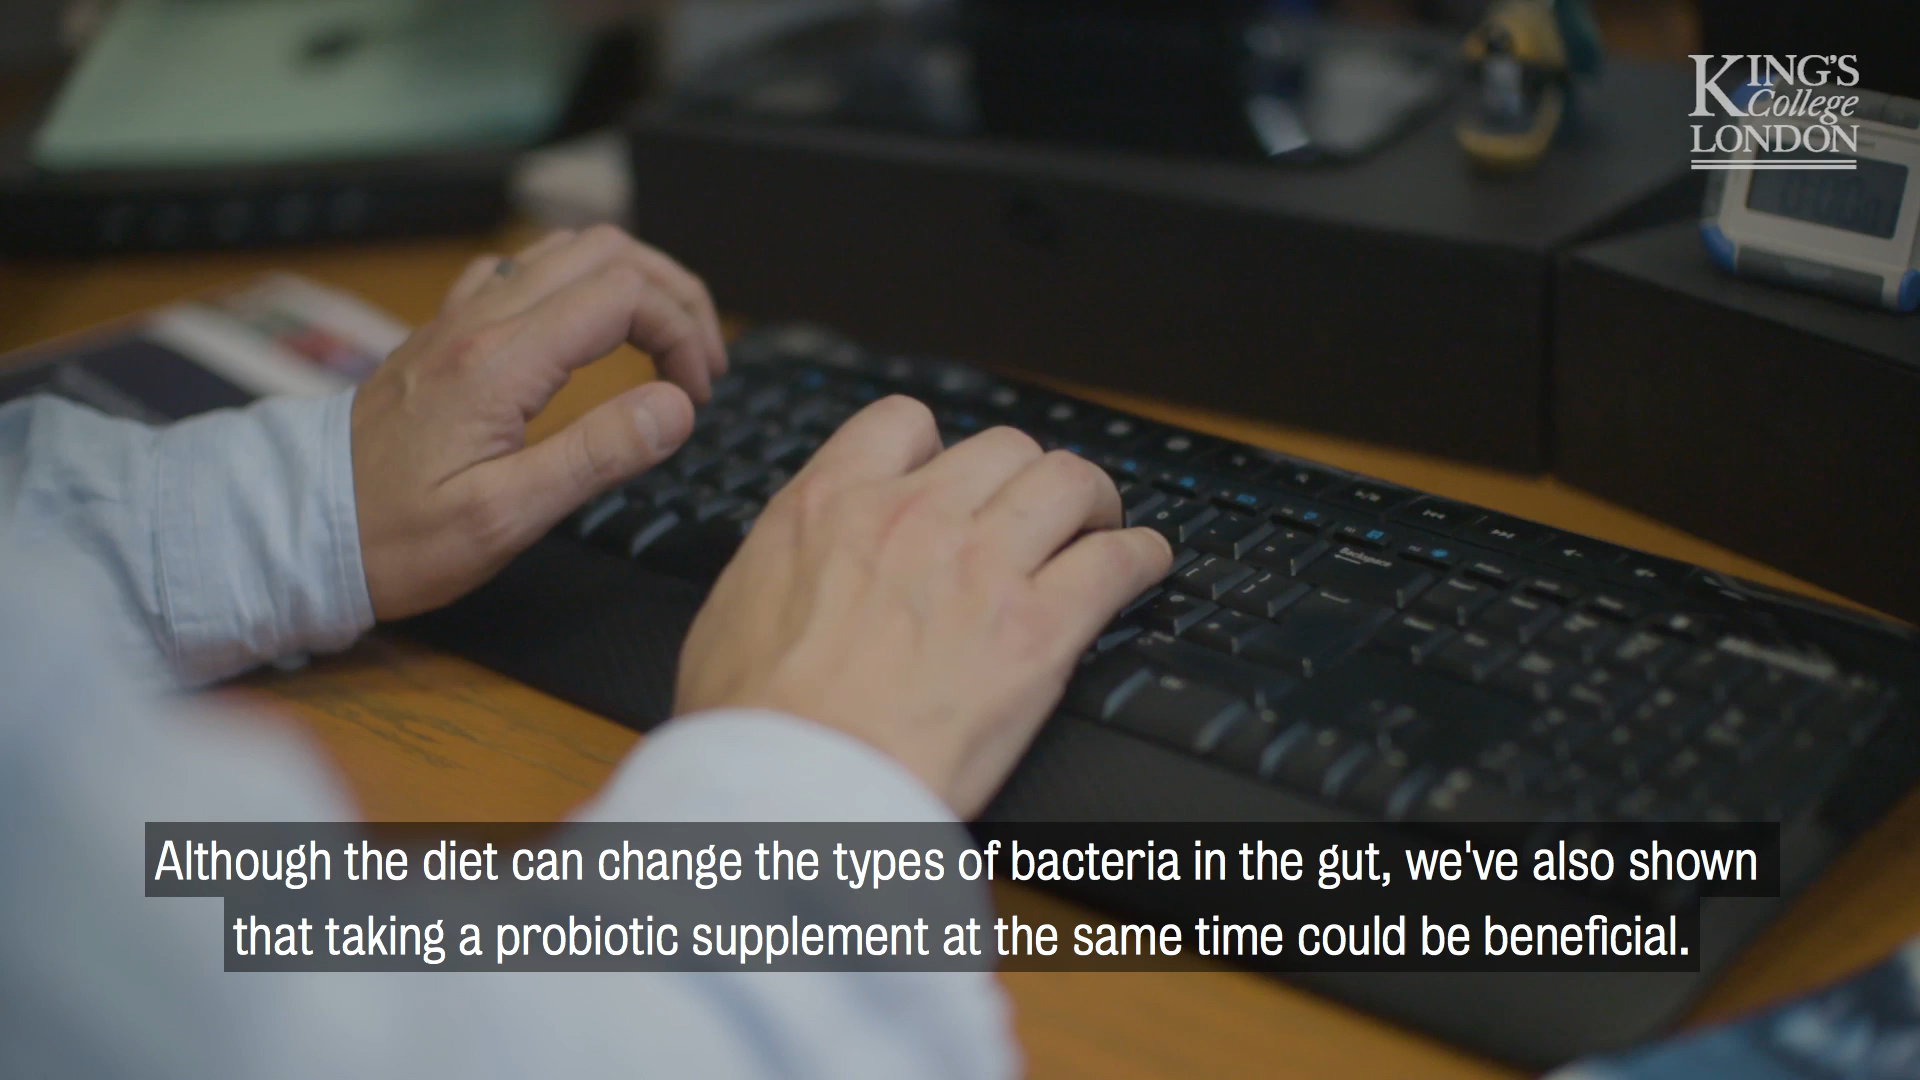 KING'S
College
LONDON
Backspace
Although the diet can change the types of bacteria in the gut, we've also shown
that taking a probiotic supplement at the same time could be beneficial.